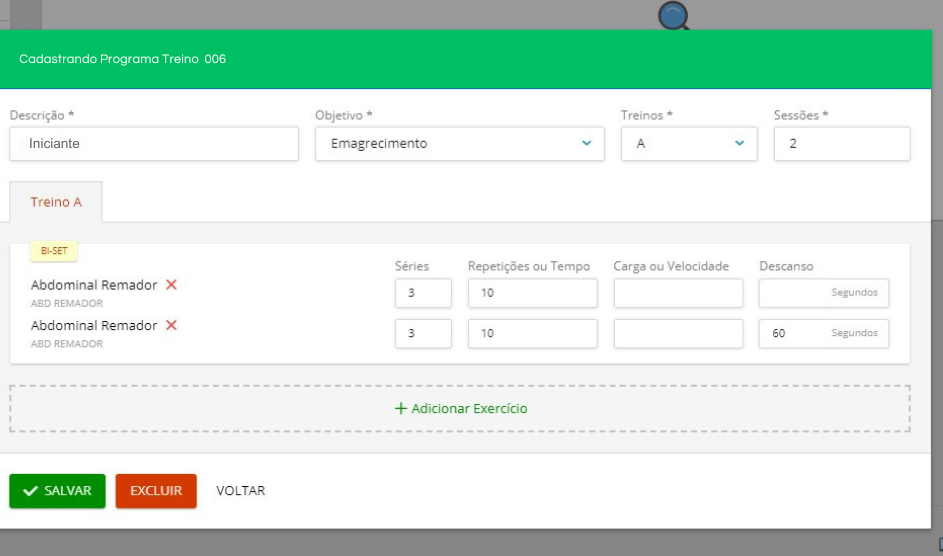 Cadastrando Programa Treino 006
Descrição * Objetivo * Treinos * Sessões *
Iniciante Emagrecimento A 2
Treino A
BI-SET
Séries Repetições ou Tempo Carga ou Velocidade Descanso
Abdominal Remador 3 10 Segundos
ABD REMADOR
Abdominal Remador 3 10 60 Segundos
ABD REMADOR
+ Adicionar Exercício
SALVAR EXCLUIR VOLTAR